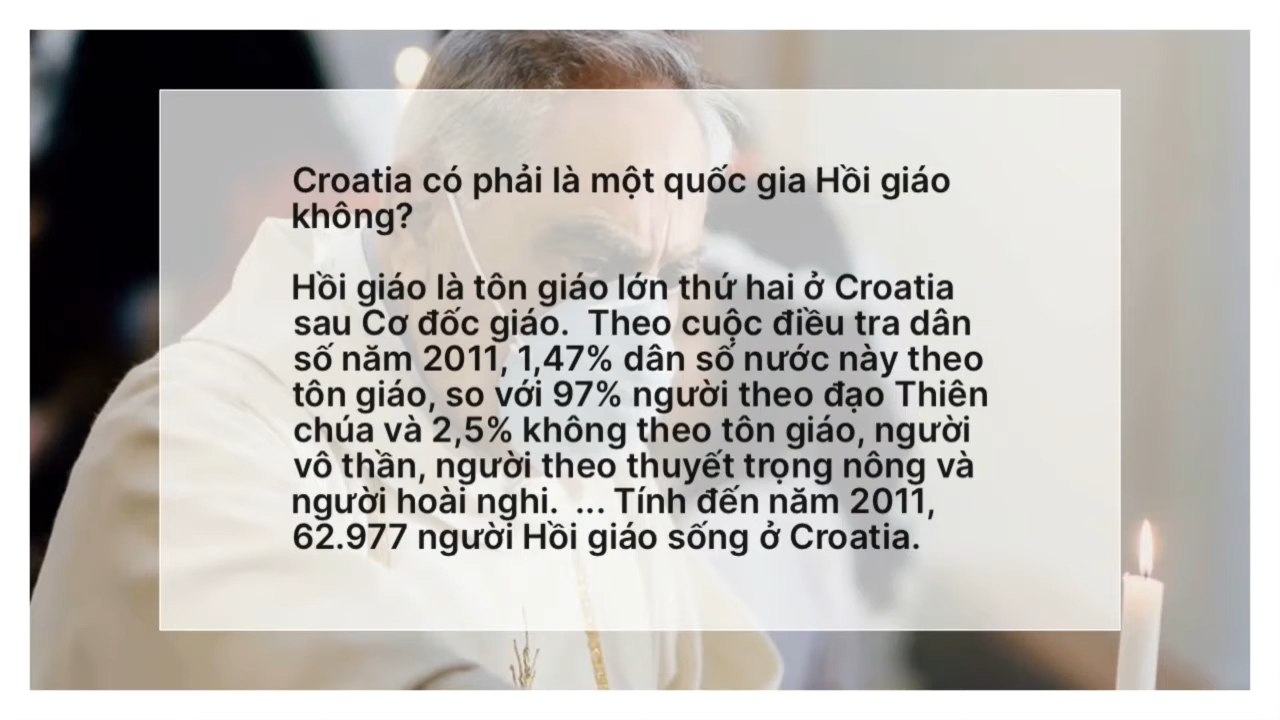 Croatia có phải là một quốc gia Hồi giáo
không?
Hồi giáo là tôn giáo lớn thứ hai ở Croatia
sau Cơ đốc giáo. Theo cuộc điều tra dân
số năm 2011, 1,47% dân số nước này theo
tôn giáo, so với 97% người theo đạo Thiên
chúa và 2,5% không theo tôn giáo, người
vô thần, người theo thuyết trọng nông và
người hoài nghi. ... Tính đến năm 2011,
62.977 người Hồi giáo sống ở Croatia.